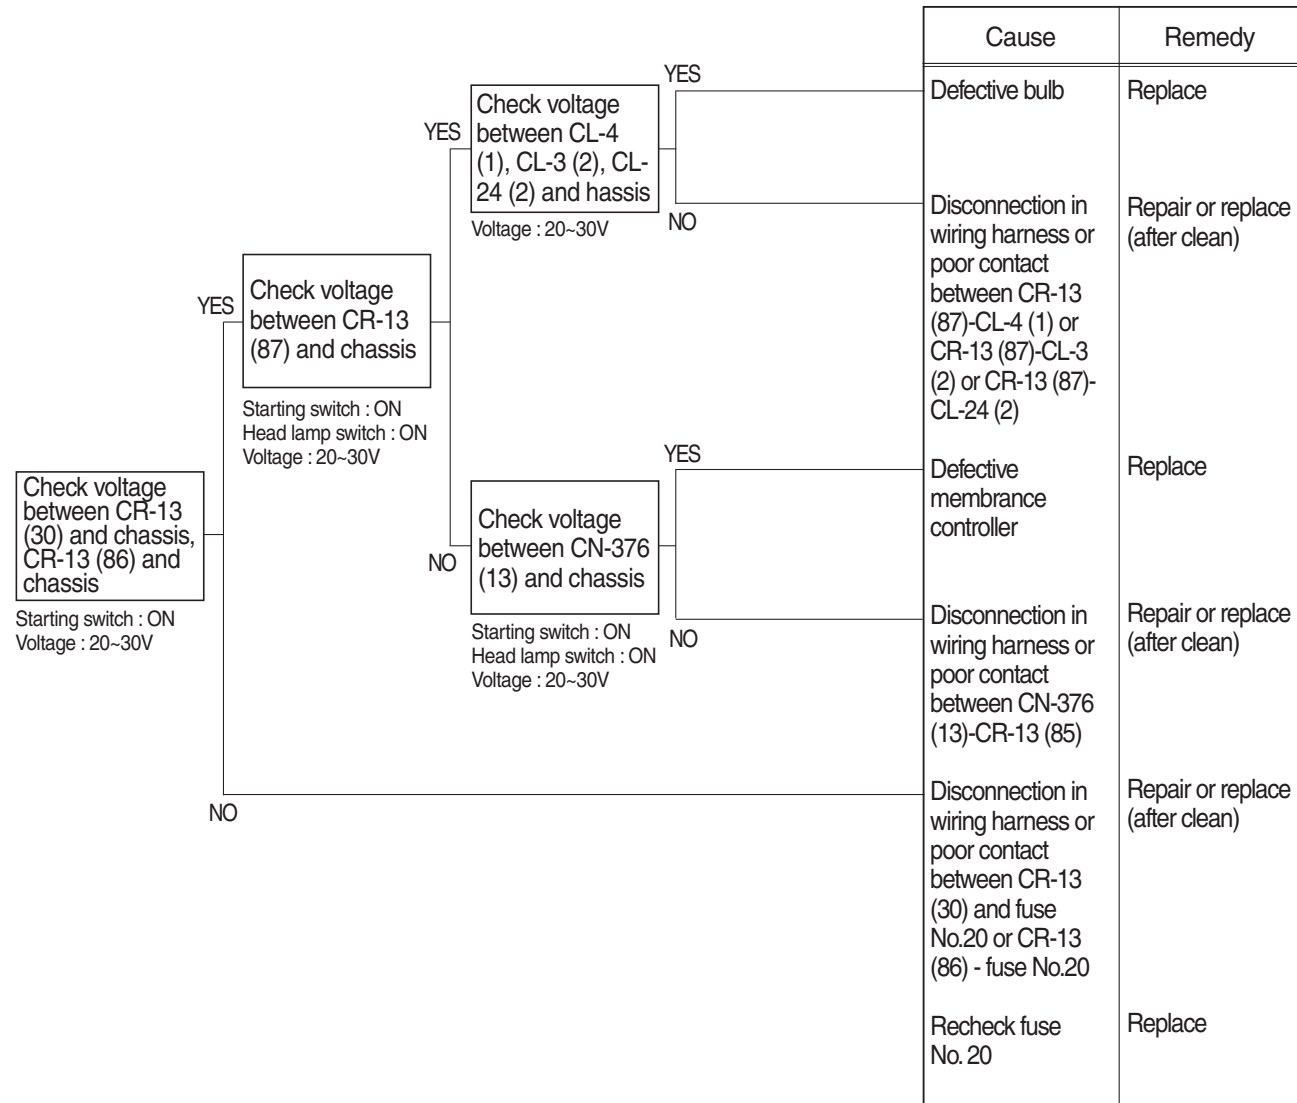 Cause
Remedy
YES
Defective bulb
Replace
Check voltage
between CL-4
(1), CL-3 (2), CL-
24 (2) and hassis
YES
Voltage : 20~30V
NO
Disconnection in
wiring harness or
poor contact
between CR-13
(87)-CL-4 (1) or
CR-13 (87)-CL-3
(2) or CR-13 (87)-
CL-24 (2)
Repair or replace
(after clean)
YES
Check voltage
between CR-13
(87) and chassis
Starting switch : ON
Head lamp switch : ON
Voltage : 20~30V
YES
Defective
membrance
controller
Replace
Check voltage
between CR-13
(30) and chassis,
CR-13 (86) and
chassis
Starting switch : ON
Voltage : 20~30V
NO
Check voltage
between CN-376
(13) and chassis
Starting switch : ON
Head lamp switch : ON
Voltage : 20~30V
NO
Disconnection in
wiring harness or
poor contact
between CN-376
(13)-CR-13 (85)
Repair or replace
(after clean)
NO
Disconnection in
wiring harness or
poor contact
between CR-13
(30) and fuse
No.20 or CR-13
(86) - fuse No.20
Repair or replace
(after clean)
Recheck fuse
No. 20
Replace